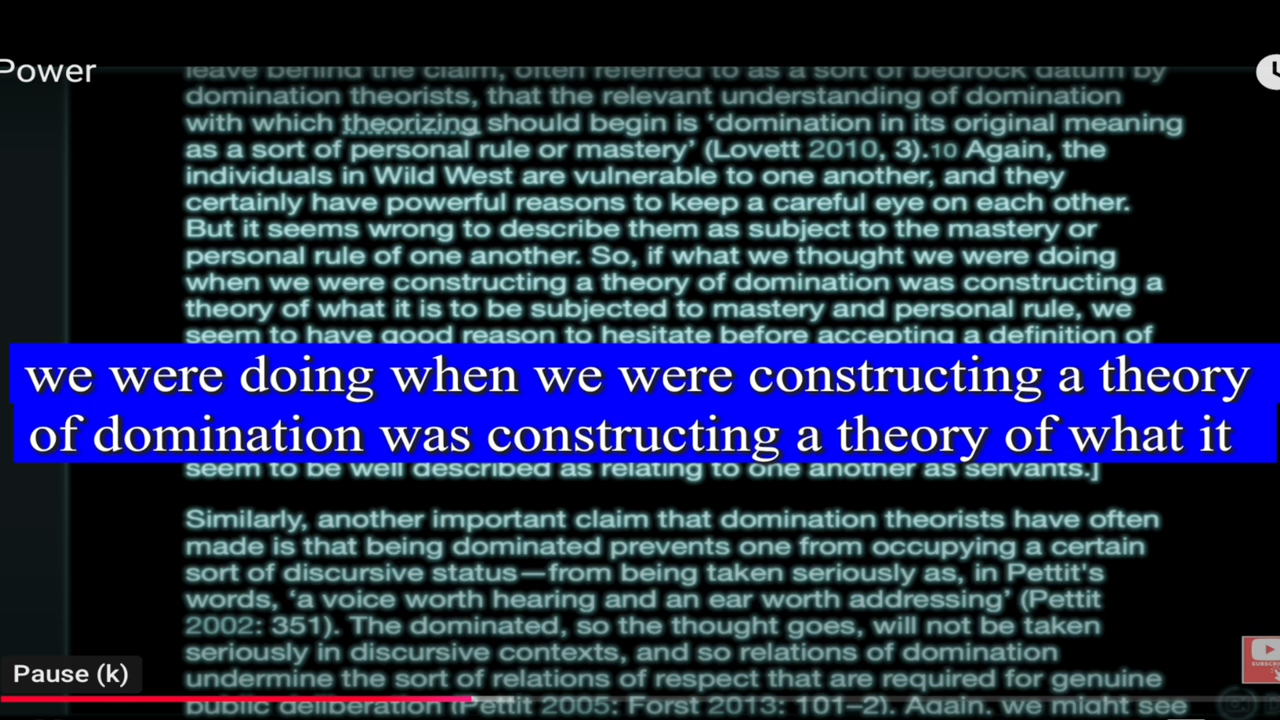 Power
leave behind the claim, often referred to as a sort of bedrock datum by
domination theorists, that the relevant understanding of domination
with which theorizing should begin is ‘domination in its original meaning
as a sort of personal rule or mastery’ (Lovett 2010, 3).10 Again, the
individuals in Wild West are vulnerable to one another, and they
certainly have powerful reasons to keep a careful eye on each other.
But it seems wrong to describe them as subject to the mastery or
personal rule of one another. So, if what we thought we were doing
when we were constructing a theory of domination was constructing a
theory of what it is to be subjected to mastery and personal rule, we
seem to have good reason to hesitate before accepting a definition of
we were doing when we were constructing a theory
of domination was constructing a theory of what it
seem to be well described as relating to one another as servants.]
Similarly, another important claim that domination theorists have often
made is that being dominated prevents one from occupying a certain
sort of discursive status—from being taken seriously as, in Pettit's
words, ‘a voice worth hearing and an ear worth addressing’ (Pettit
2002: 351). The dominated, so the thought goes, will not be taken
seriously in discursive contexts, and so relations of domination
undermine the sort of relations of respect that are required for genuine
public deliberation (Pettit 2005: Forst 2013: 101–2). Again, we might see
Pause (k)